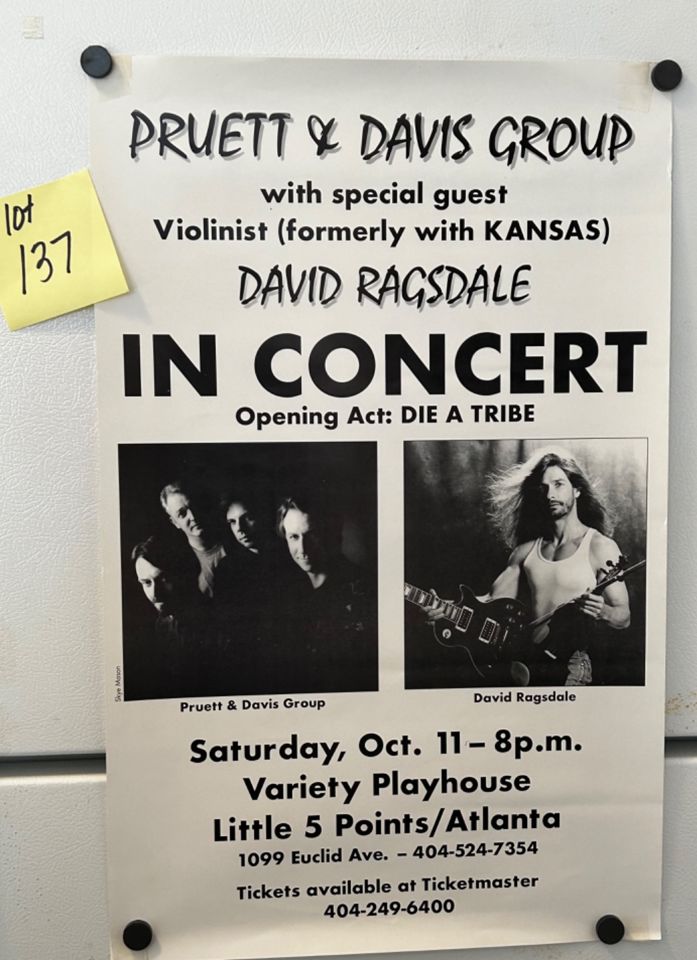 PRUETT & DAVIS GROUP
with special guest
Violinist (formerly with KANSAS)
lot
137
DAVID RAGSDALE
IN CONCERT
Opening Act: DIE A TRIBE
Skye Mason
Pruett & Davis Group
David Ragsdale
Saturday, Oct. 11 – 8p.m.
Variety Playhouse
Little 5 Points/Atlanta
1099 Euclid Ave. – 404-524-7354
Tickets available at Ticketmaster
404-249-6400